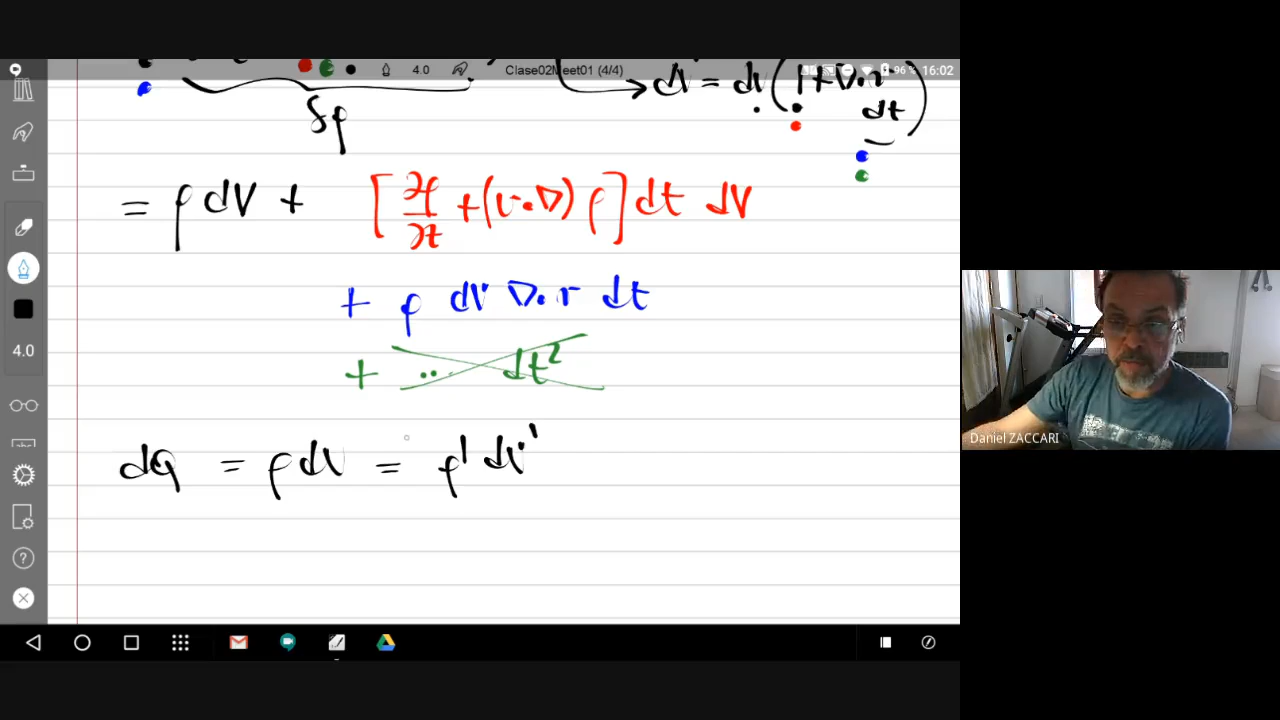 4.0 Clase02Meet01 (4/4) 96% 16:02
δρ → dV' = dV (1 + ∇·v dt)
= ρ dV + [∂ρ/∂t + (v·∇) ρ] dt dV
+ ρ dV ∇·v dt
+ ... dt²
4.0
dQ = ρ dV = ρ' dV'
Daniel ZACCARI